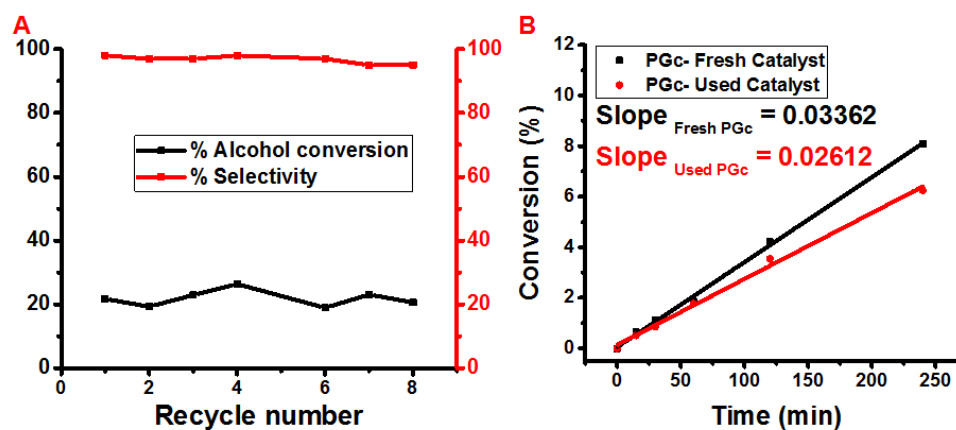 A
100
80
60
40
20
0
0
2
4
6
8
100
80
60
40
20
0
% Alcohol conversion
% Selectivity
Recycle number
B
12
10
8
6
4
2
0
0
50
100
150
200
250
PGc- Fresh Catalyst
PGc- Used Catalyst
Slope Fresh PGc = 0.03362
Slope Used PGc = 0.02612
Conversion (%)
Time (min)